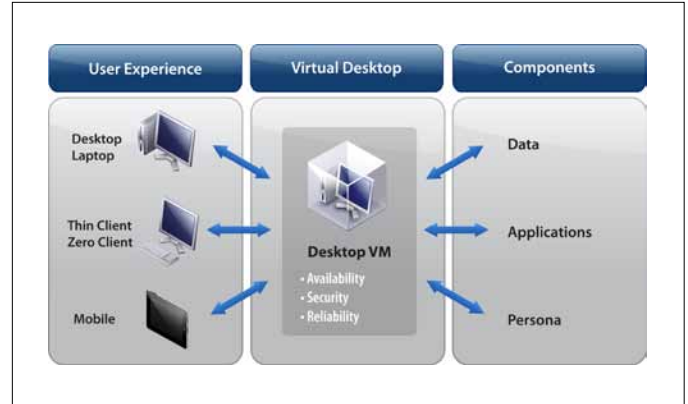 User Experience
Virtual Desktop
Components
Desktop
Laptop
Thin Client
Zero Client
Mobile
Desktop VM
• Availability
• Security
• Reliability
Data
Applications
Persona